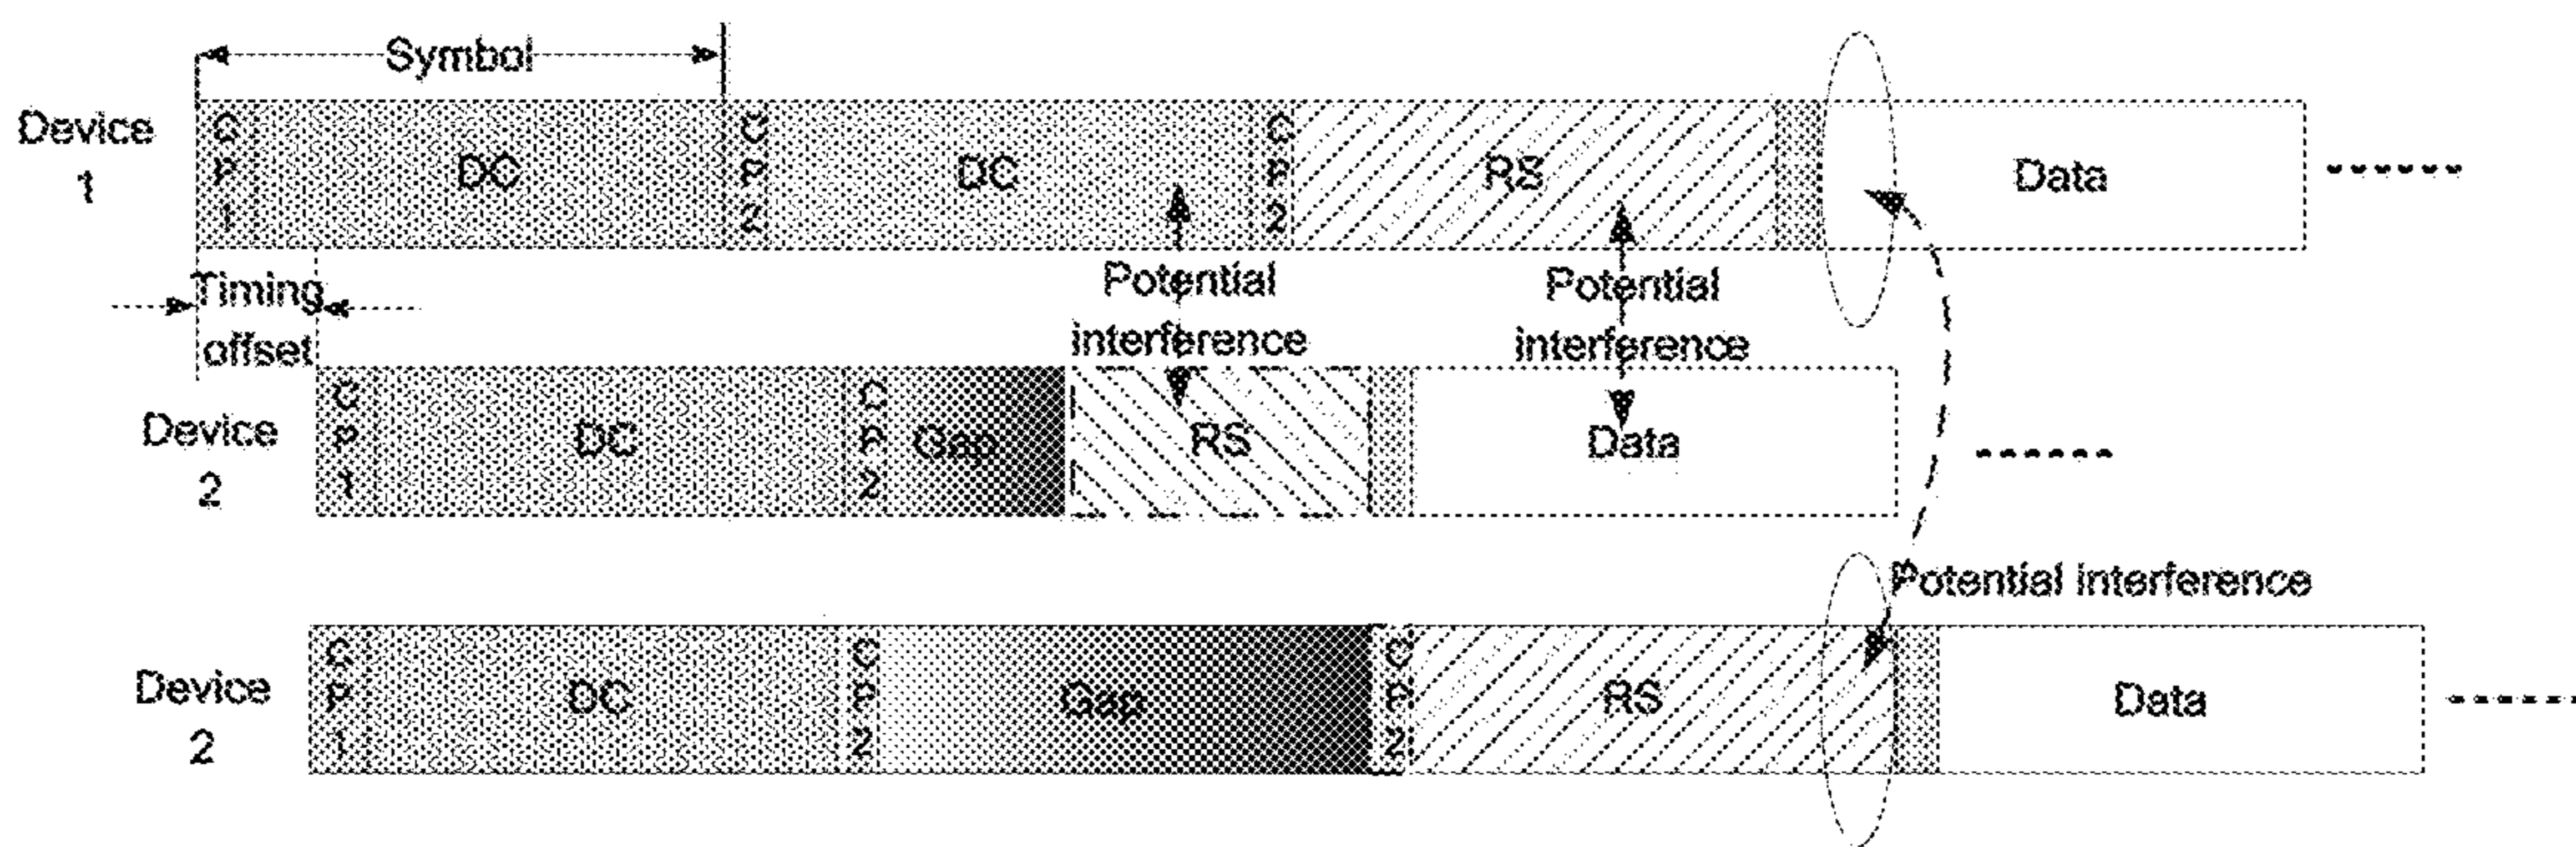 Symbol
Device 1
C P 1
DC
C P 2
DC
C P 2
RS
Data
Timing offset
Potential interference
Potential interference
Device 2
C P 1
DC
C P 2
Gap
RS
Data
Potential interference
Device 2
C P 1
DC
C P 2
Gap
C P 2
RS
Data